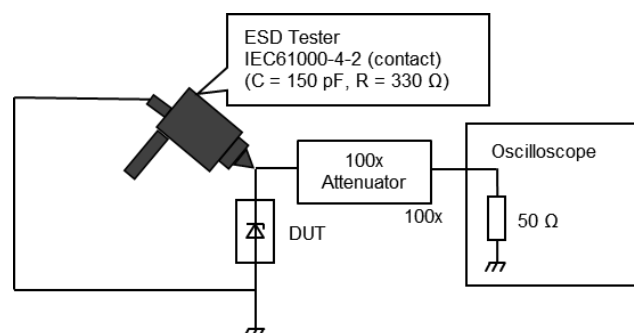 ESD Tester
IEC61000-4-2 (contact)
(C = 150 pF, R = 330 Ω)
100x
Attenuator
100x
Oscilloscope
50 Ω
DUT